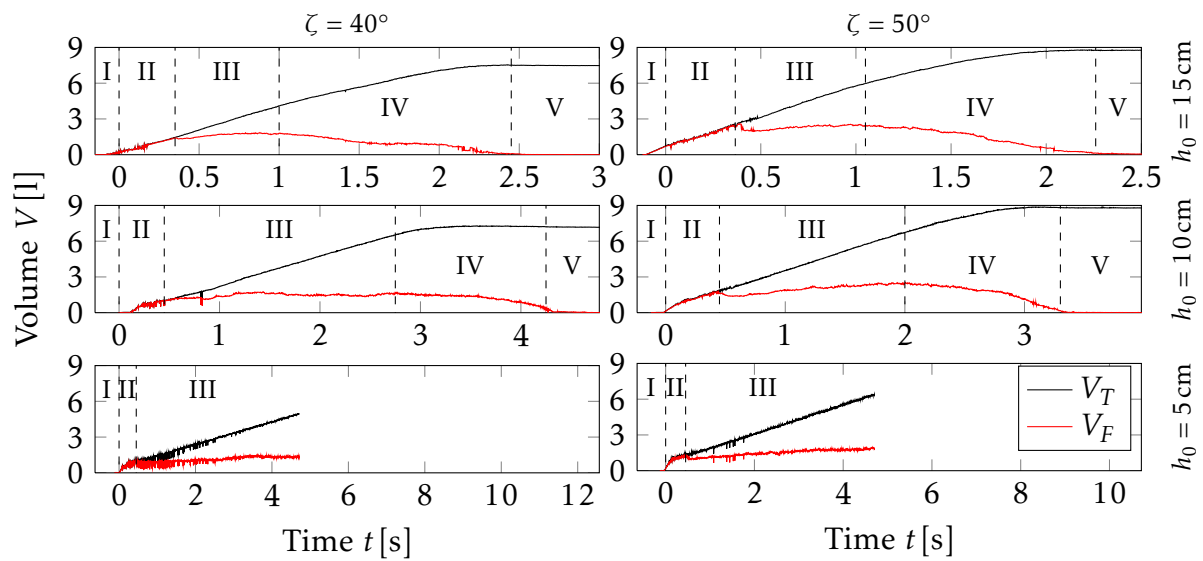 ζ = 40°
ζ = 50°
9
6
3
0
I
II
III
IV
V
0
0.5
1
1.5
2
2.5
3
9
6
3
0
I
II
III
IV
V
0
0.5
1
1.5
2
2.5
h₀ = 15 cm
9
6
3
0
I
II
III
IV
V
0
1
2
3
4
9
6
3
0
I
II
III
IV
V
0
1
2
3
h₀ = 10 cm
9
6
3
0
I
II
III
0
2
4
6
8
10
12
9
6
3
0
I
II
III
V_T
V_F
0
2
4
6
8
10
h₀ = 5 cm
Volume V [l]
Time t [s]
Time t [s]